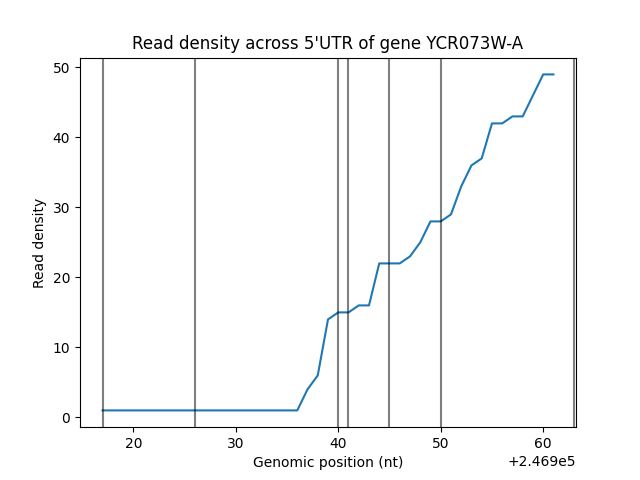 Read density across 5'UTR of gene YCR073W-A
50
40
30
20
10
0
Read density
20 30 40 50 60
Genomic position (nt)
+2.469e5